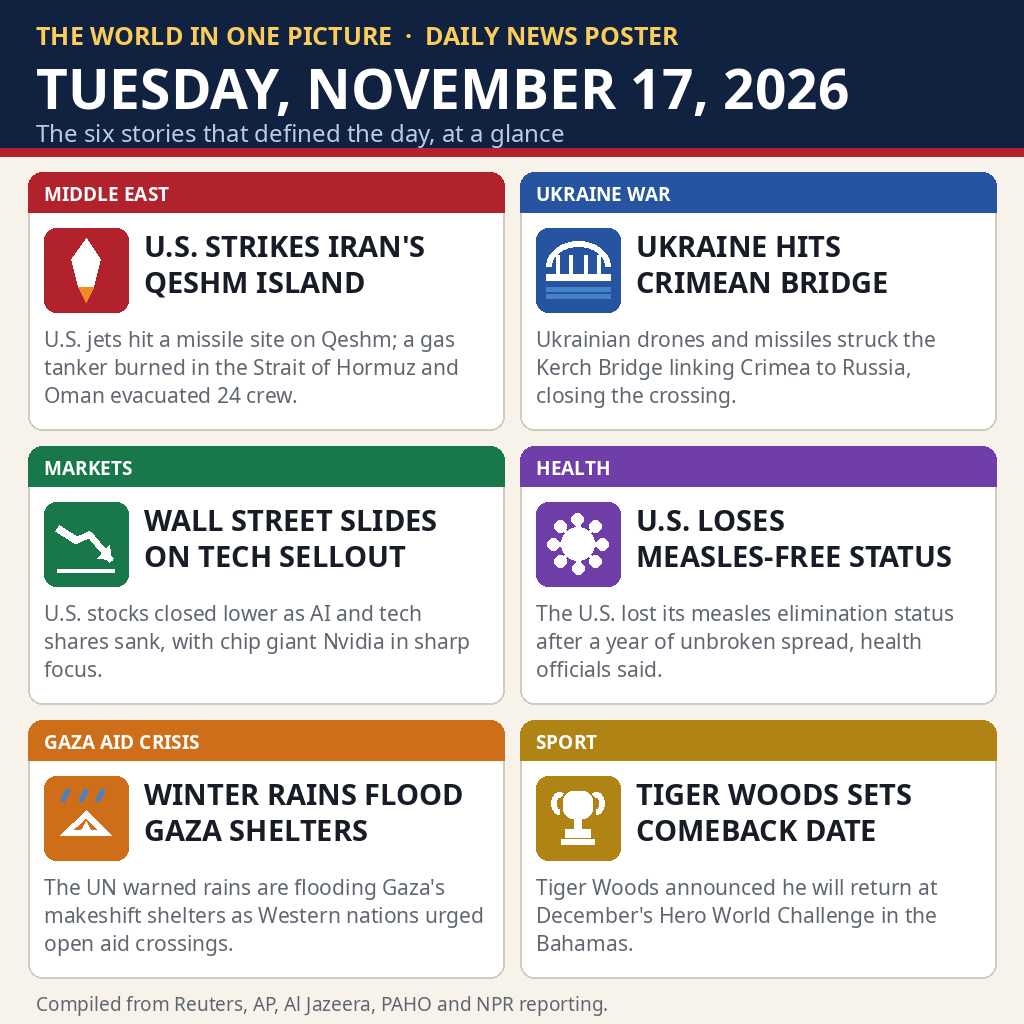 THE WORLD IN ONE PICTURE · DAILY NEWS POSTER
TUESDAY, NOVEMBER 17, 2026
The six stories that defined the day, at a glance
MIDDLE EAST
U.S. STRIKES IRAN'S
QESHM ISLAND
U.S. jets hit a missile site on Qeshm; a gas
tanker burned in the Strait of Hormuz and
Oman evacuated 24 crew.
UKRAINE WAR
UKRAINE HITS
CRIMEAN BRIDGE
Ukrainian drones and missiles struck the
Kerch Bridge linking Crimea to Russia,
closing the crossing.
MARKETS
WALL STREET SLIDES
ON TECH SELLOUT
U.S. stocks closed lower as AI and tech
shares sank, with chip giant Nvidia in sharp
focus.
HEALTH
U.S. LOSES
MEASLES-FREE STATUS
The U.S. lost its measles elimination status
after a year of unbroken spread, health
officials said.
GAZA AID CRISIS
WINTER RAINS FLOOD
GAZA SHELTERS
The UN warned rains are flooding Gaza's
makeshift shelters as Western nations urged
open aid crossings.
SPORT
TIGER WOODS SETS
COMEBACK DATE
Tiger Woods announced he will return at
December's Hero World Challenge in the
Bahamas.
Compiled from Reuters, AP, Al Jazeera, PAHO and NPR reporting.